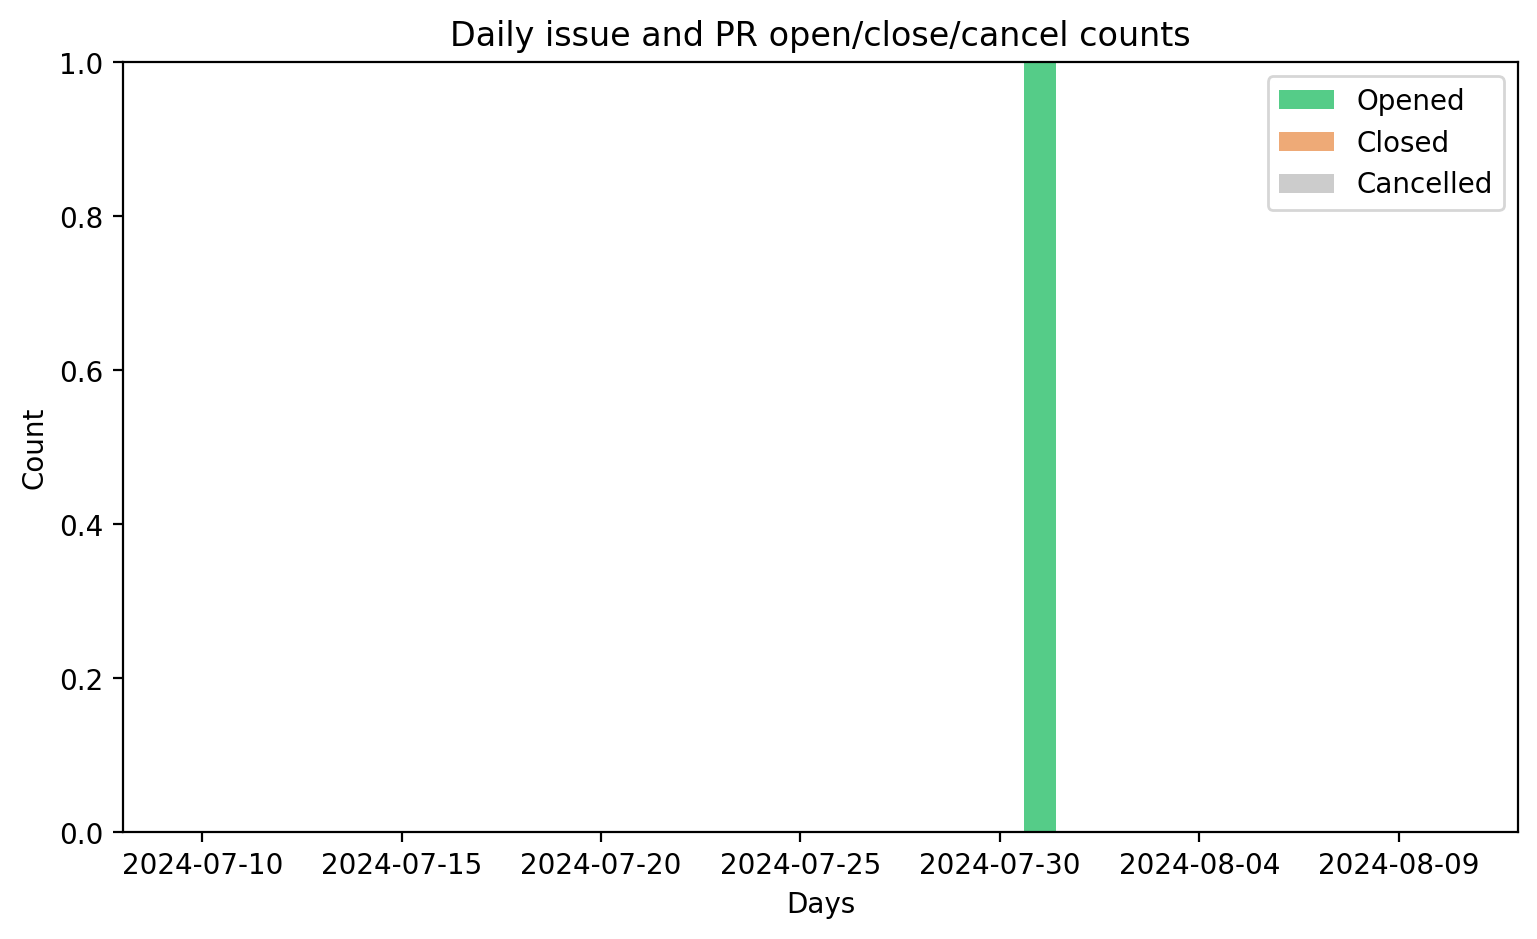 Daily issue and PR open/close/cancel counts
1.0
0.8
0.6
0.4
0.2
0.0
Count
Opened
Closed
Cancelled
2024-07-10 2024-07-15 2024-07-20 2024-07-25 2024-07-30 2024-08-04 2024-08-09
Days